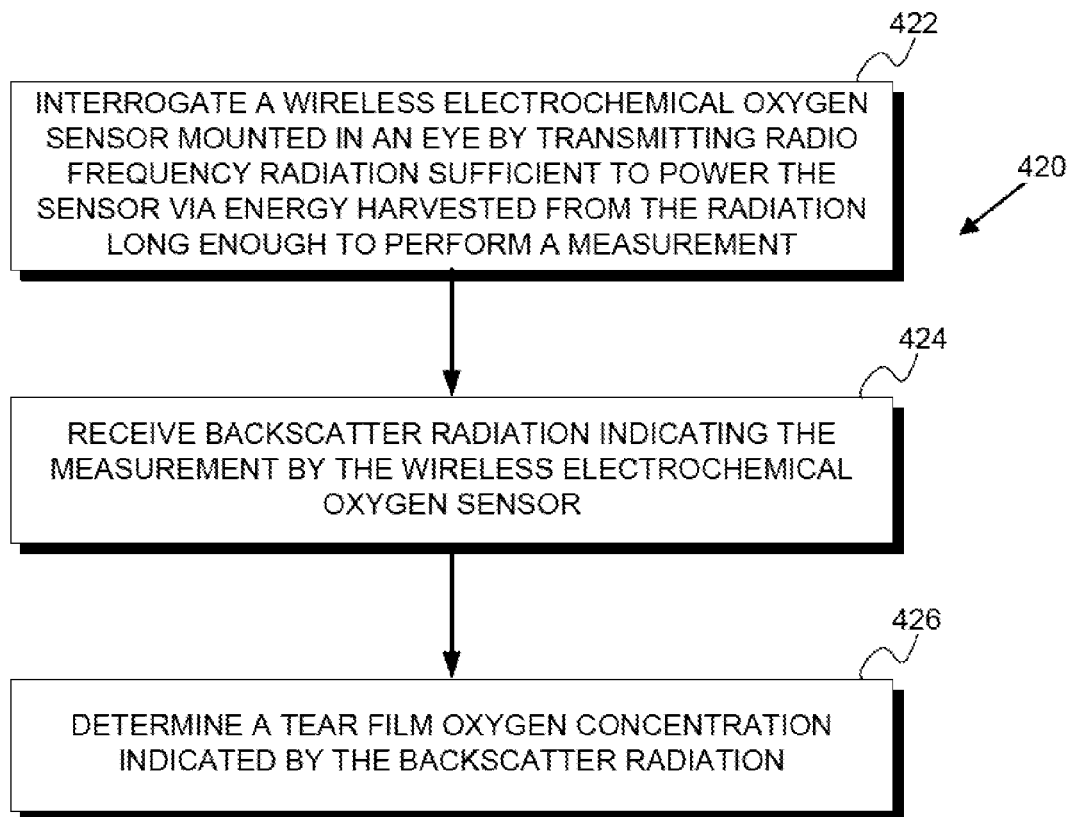 422
INTERROGATE A WIRELESS ELECTROCHEMICAL OXYGEN
SENSOR MOUNTED IN AN EYE BY TRANSMITTING RADIO
FREQUENCY RADIATION SUFFICIENT TO POWER THE
SENSOR VIA ENERGY HARVESTED FROM THE RADIATION
LONG ENOUGH TO PERFORM A MEASUREMENT
420
424
RECEIVE BACKSCATTER RADIATION INDICATING THE
MEASUREMENT BY THE WIRELESS ELECTROCHEMICAL
OXYGEN SENSOR
426
DETERMINE A TEAR FILM OXYGEN CONCENTRATION
INDICATED BY THE BACKSCATTER RADIATION